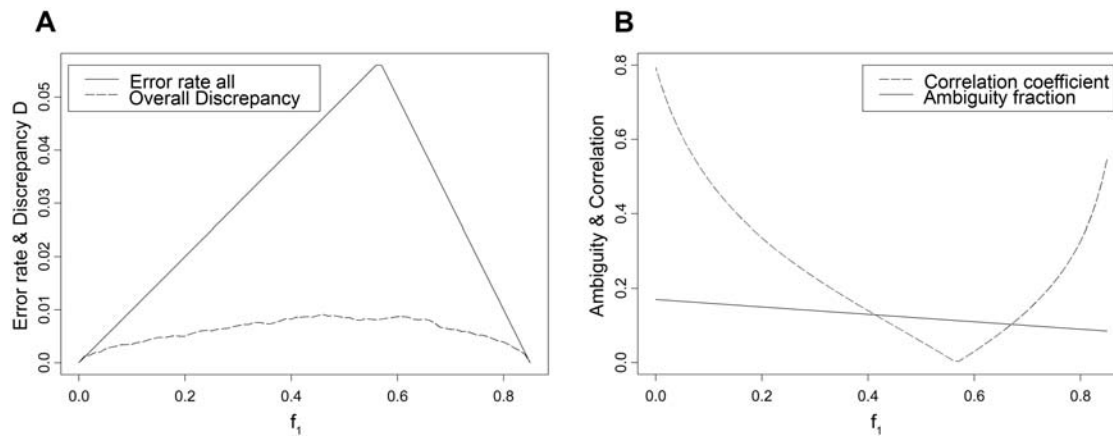 A
Error rate & Discrepancy D
Error rate all
Overall Discrepancy
0.05
0.04
0.03
0.02
0.01
0.0
0.0 0.2 0.4 0.6 0.8
f1
B
Ambiguity & Correlation
Correlation coefficient
Ambiguity fraction
0.8
0.6
0.4
0.2
0.0
0.0 0.2 0.4 0.6 0.8
f1